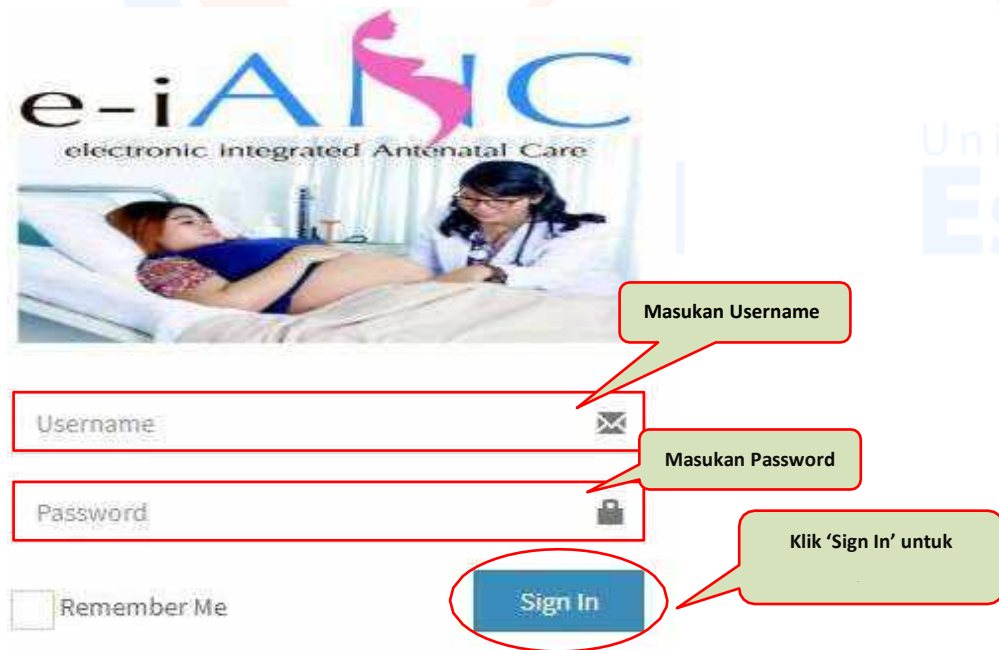 e-iANC
electronic integrated Antenatal Care
Masukan Username
Username
Masukan Password
Password
Klik ‘Sign In’ untuk
Remember Me
Sign In